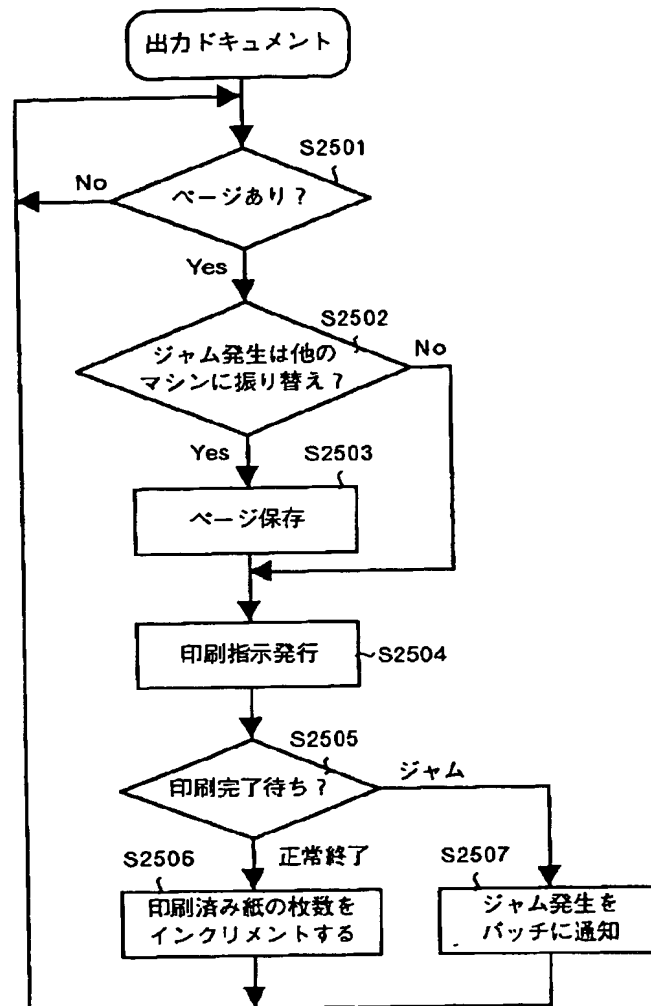 出力ドキュメント
S2501
No
ページあり？
Yes
S2502
ジャム発生は他の
マシンに振り替え？
No
Yes
S2503
ページ保存
印刷指示発行
S2504
S2505
印刷完了待ち？
ジャム
S2506
正常終了
S2507
印刷済み紙の枚数を
インクリメントする
ジャム発生を
バッチに通知